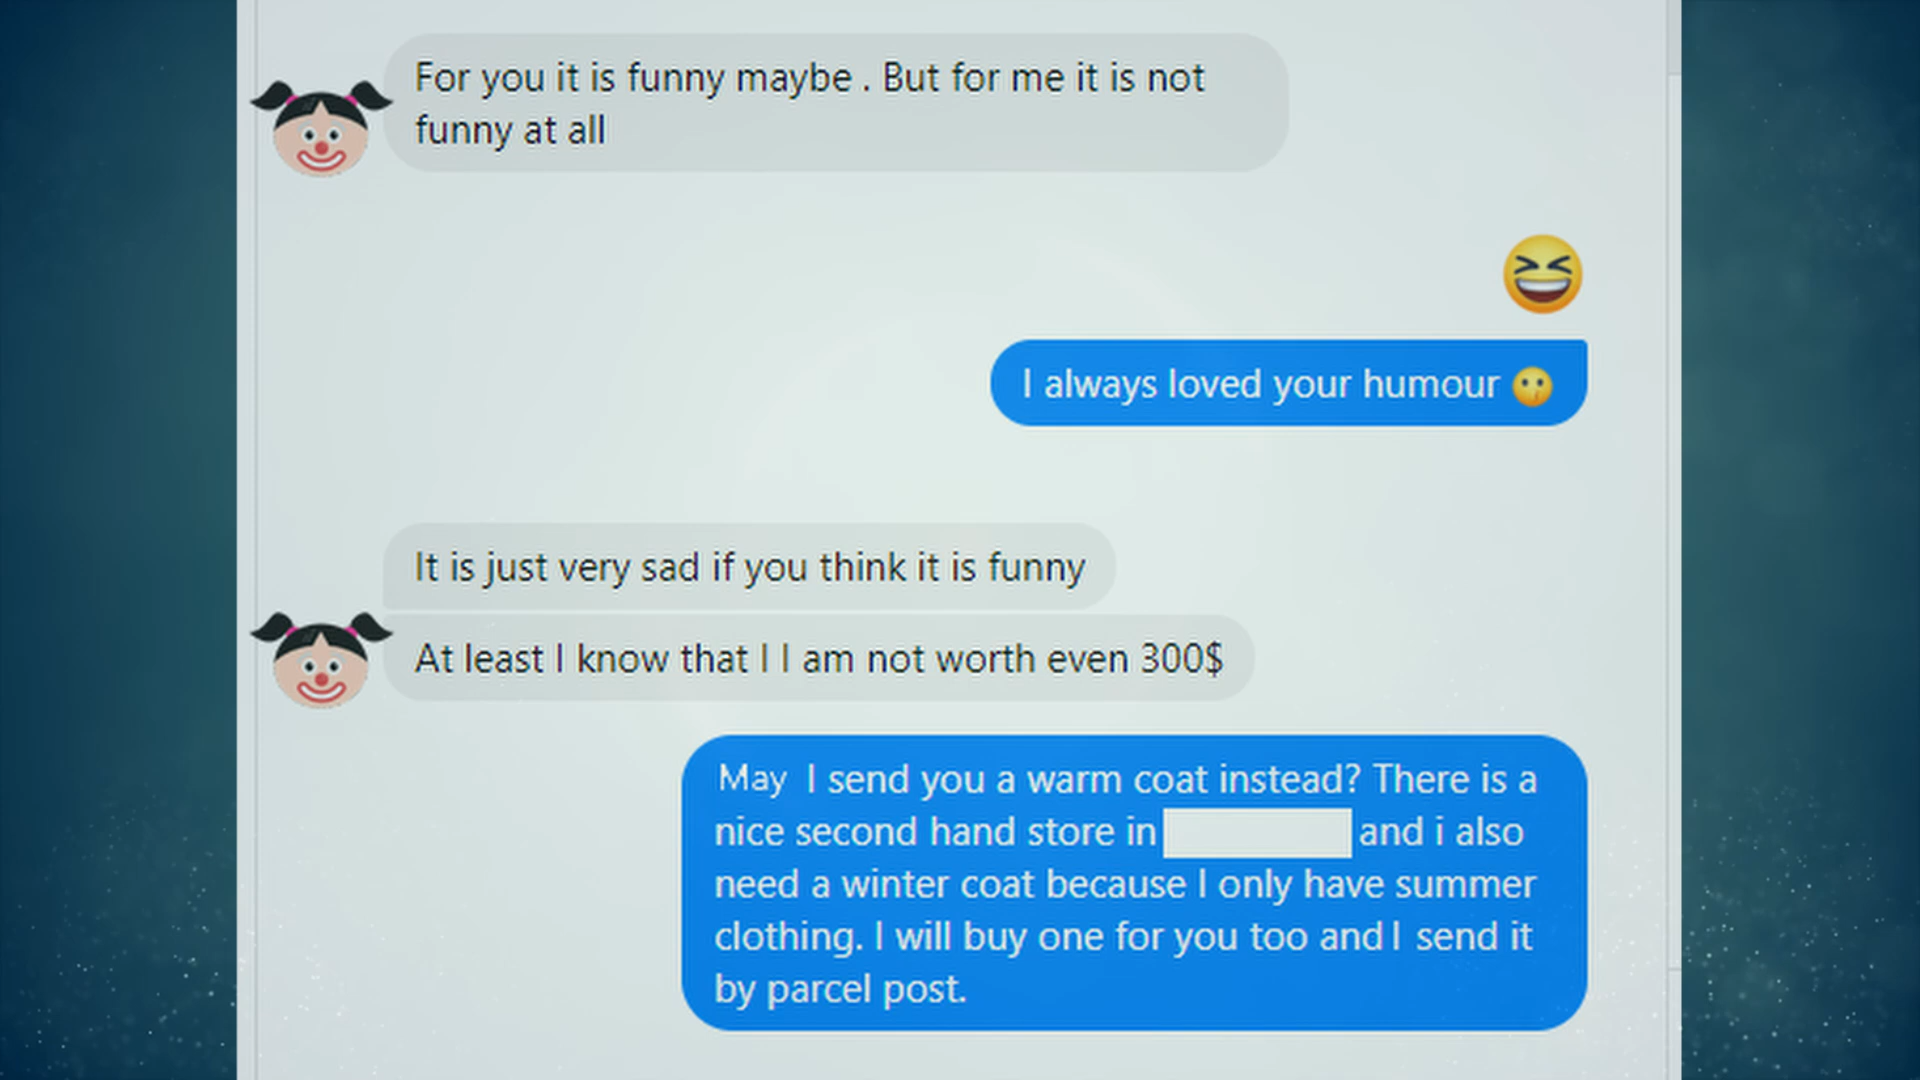 For you it is funny maybe . But for me it is not
funny at all
😆
I always loved your humour 😗
It is just very sad if you think it is funny
At least I know that I I am not worth even 300$
May I send you a warm coat instead? There is a
nice second hand store in and i also
need a winter coat because I only have summer
clothing. I will buy one for you too and I send it
by parcel post.